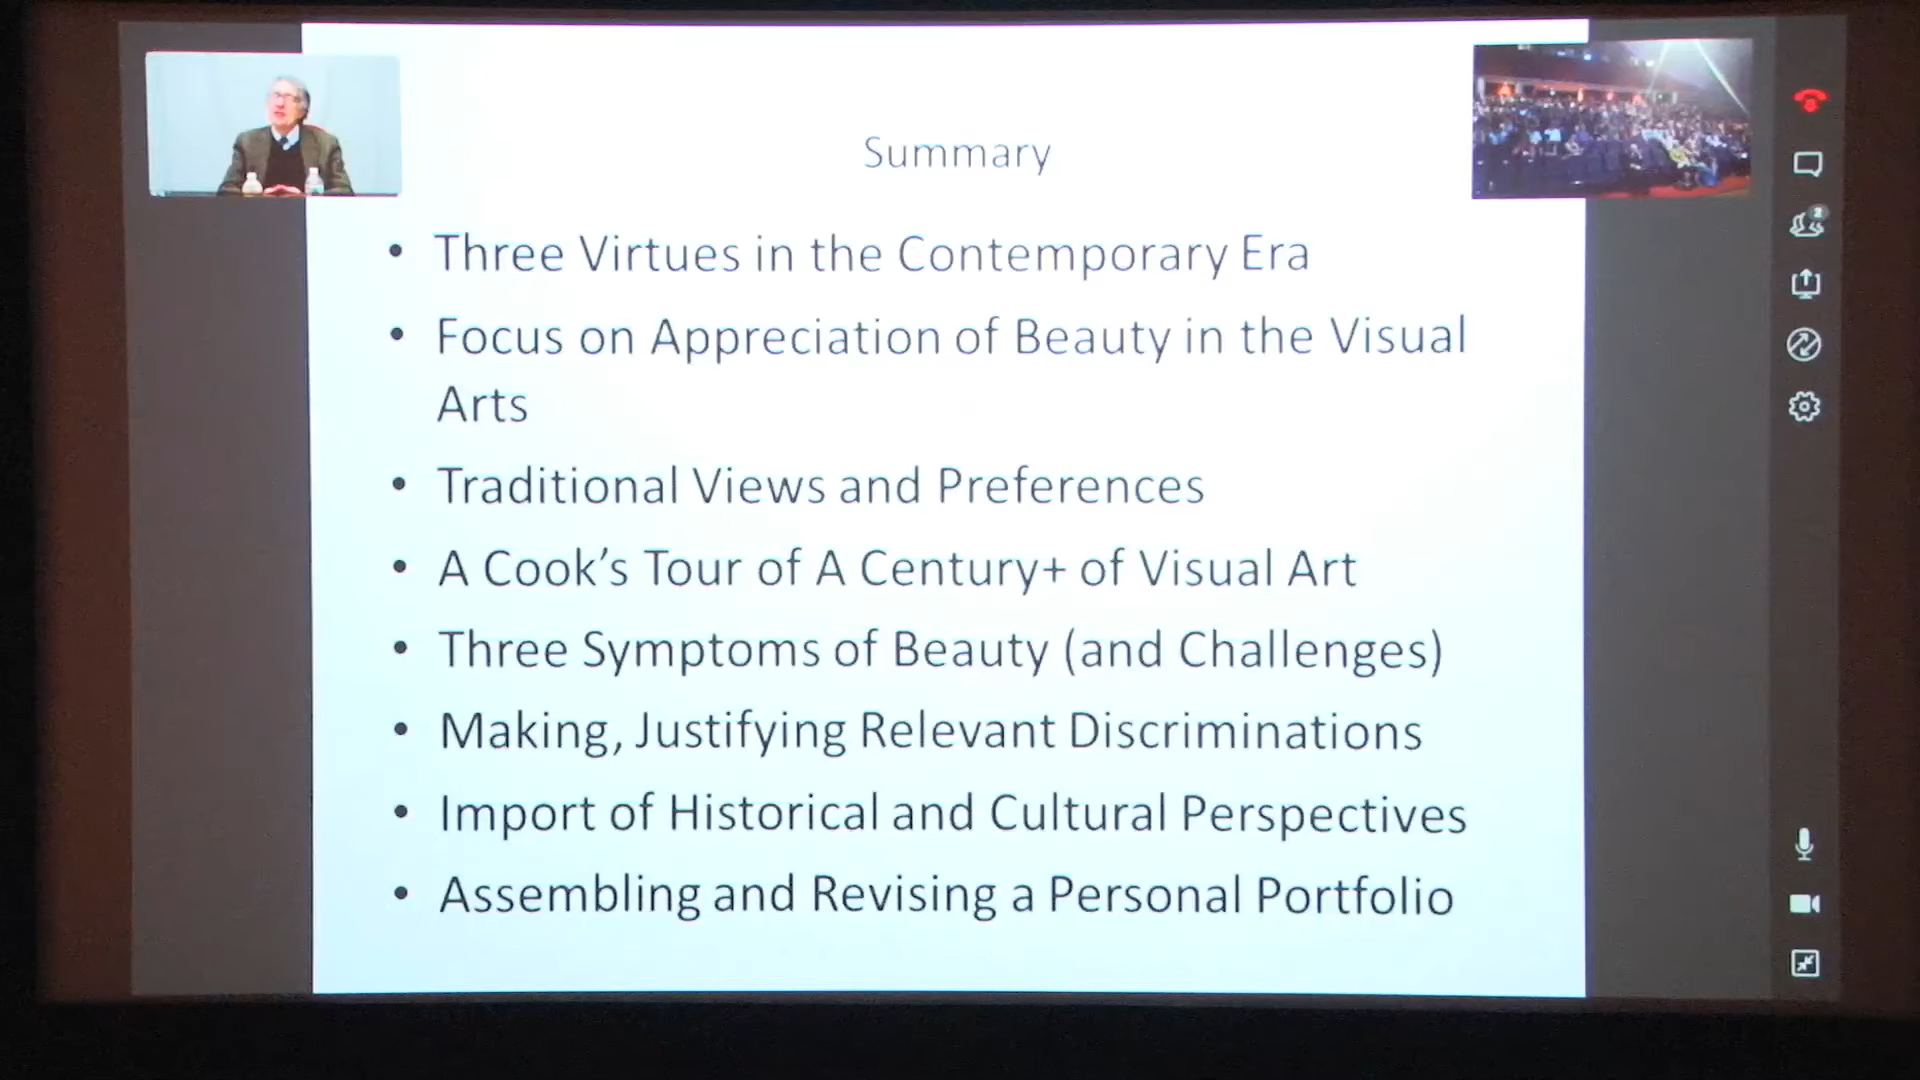 Summary
• Three Virtues in the Contemporary Era
• Focus on Appreciation of Beauty in the Visual
Arts
• Traditional Views and Preferences
• A Cook’s Tour of A Century+ of Visual Art
• Three Symptoms of Beauty (and Challenges)
• Making, Justifying Relevant Discriminations
• Import of Historical and Cultural Perspectives
• Assembling and Revising a Personal Portfolio
2